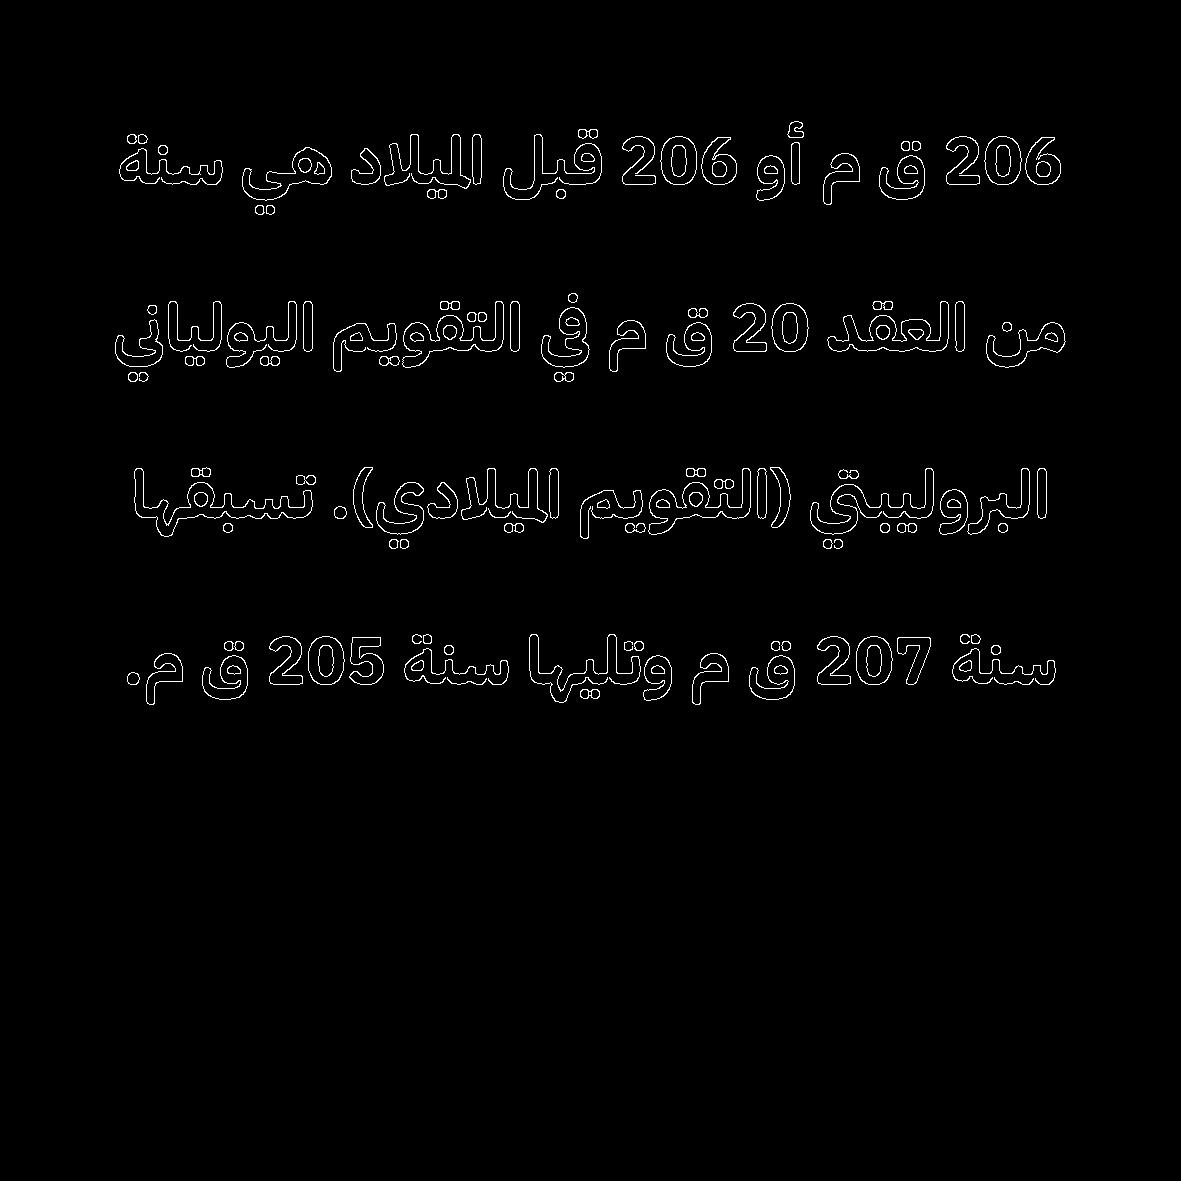 206 ق م أو 206 قبل الميلاد هي سنة
من العقد 20 ق م في التقويم اليولياني
البروليبتي (التقويم الميلادي). تسبقها
سنة 207 ق م وتليها سنة 205 ق م.